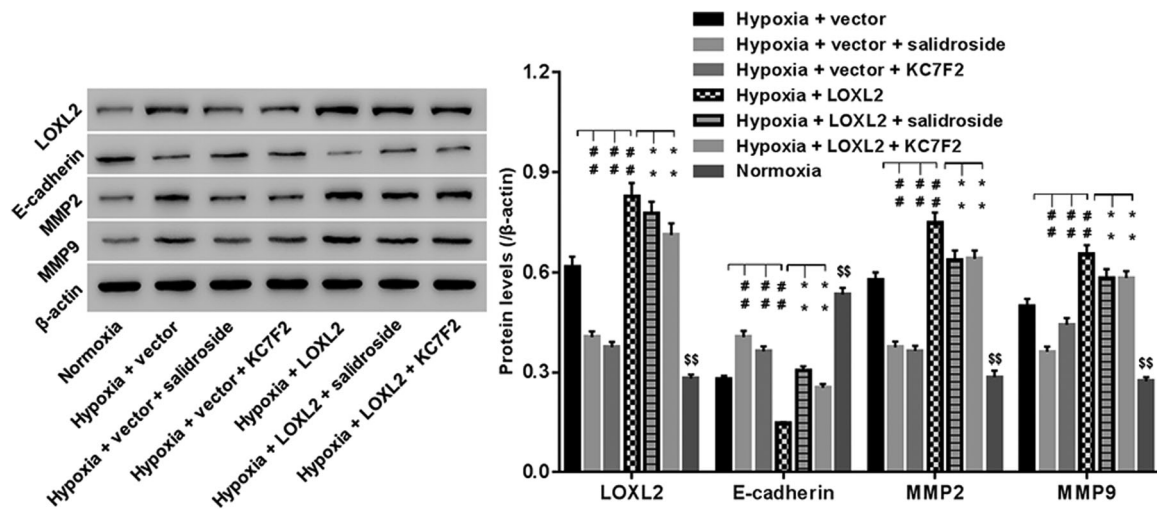 LOXL2
E-cadherin
MMP2
MMP9
β-actin
Normoxia
Hypoxia + vector
Hypoxia + vector + salidroside
Hypoxia + vector + KC7F2
Hypoxia + LOXL2
Hypoxia + LOXL2 + salidroside
Hypoxia + LOXL2 + KC7F2
Hypoxia + vector
Hypoxia + vector + salidroside
Hypoxia + vector + KC7F2
Hypoxia + LOXL2
Hypoxia + LOXL2 + salidroside
Hypoxia + LOXL2 + KC7F2
Normoxia
Protein levels (/β-actin)
1.2
0.9
0.6
0.3
0.0
# # # * *
# # # * *
$$
# # # * *
# # # * *
$$
# # # * *
# # # * *
$$
# # # * *
# # # * *
$$
LOXL2
E-cadherin
MMP2
MMP9